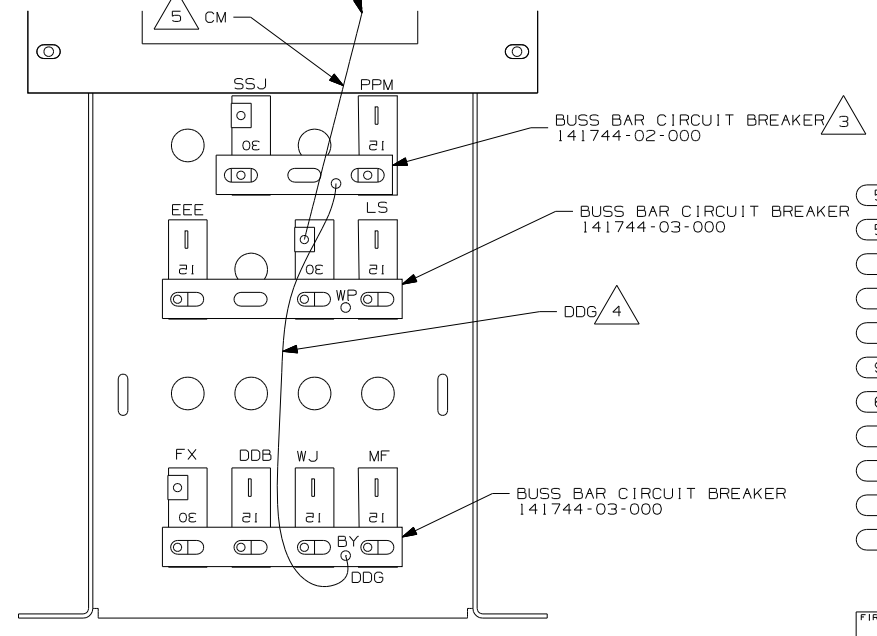 5 CM
SSJ PPM
30 15
BUSS BAR CIRCUIT BREAKER 3
141744-02-000
EEE LS
15 30 15
WP
BUSS BAR CIRCUIT BREAKER
141744-03-000
DDG 4
FX DDB WJ MF
30 15 15 15
BY
DDG
BUSS BAR CIRCUIT BREAKER
141744-03-000